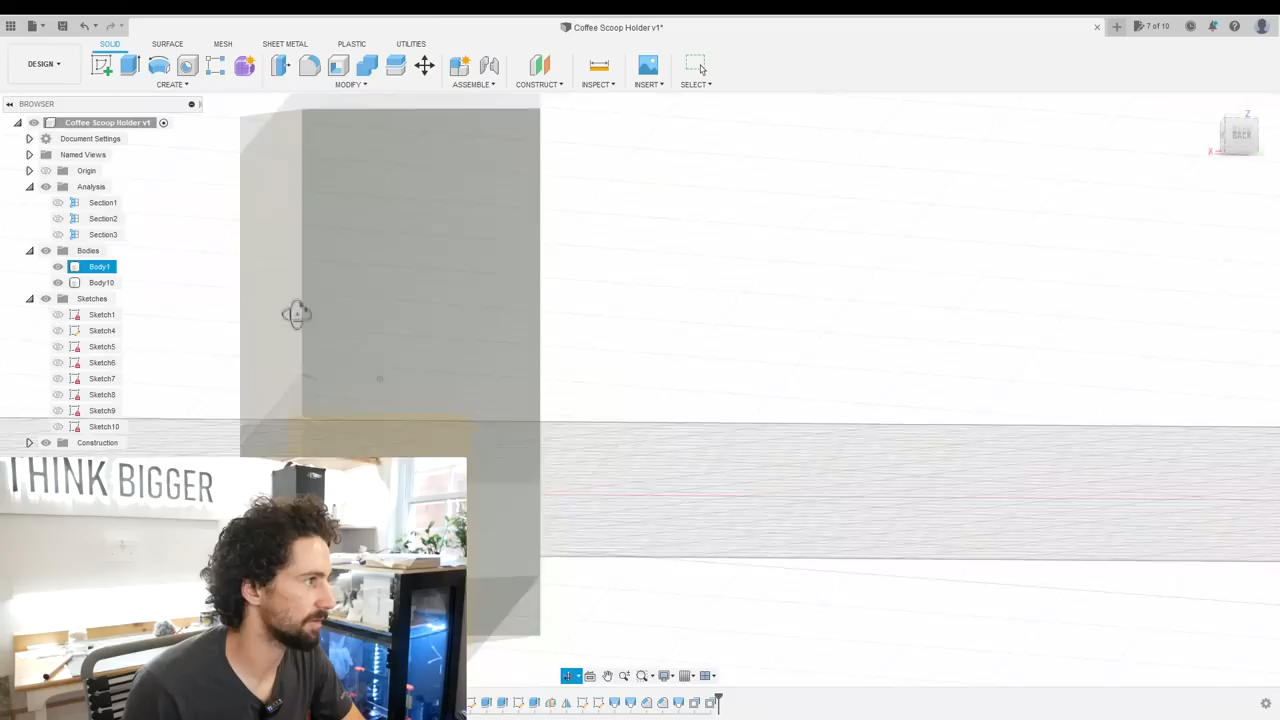 Coffee Scoop Holder v1*
7 of 10
DESIGN
SOLID
SURFACE
MESH
SHEET METAL
PLASTIC
UTILITIES
CREATE
MODIFY
ASSEMBLE
CONSTRUCT
INSPECT
INSERT
SELECT
BROWSER
Coffee Scoop Holder v1
Document Settings
Named Views
Origin
Analysis
Section1
Section2
Section3
Bodies
Body1
Body10
Sketches
Sketch1
Sketch4
Sketch5
Sketch6
Sketch7
Sketch8
Sketch9
Sketch10
Construction
Z
BACK
X
THINK BIGGER